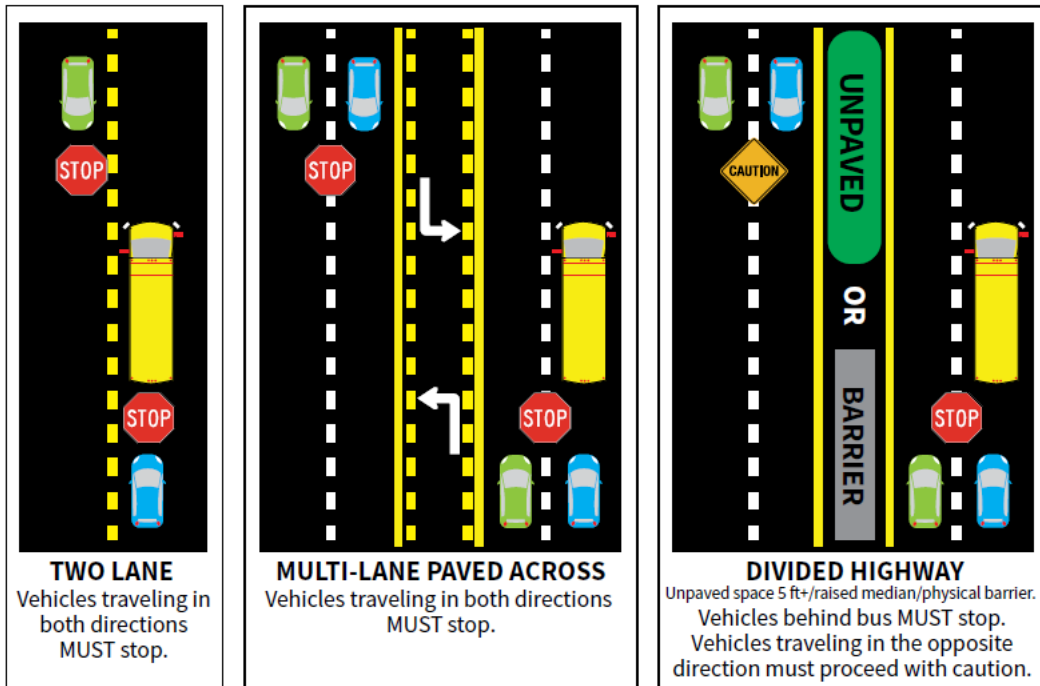 STOP
STOP
TWO LANE
Vehicles traveling in
both directions
MUST stop.
STOP
STOP
MULTI-LANE PAVED ACROSS
Vehicles traveling in both directions
MUST stop.
UNPAVED
CAUTION
OR
BARRIER
STOP
DIVIDED HIGHWAY
Unpaved space 5 ft+/raised median/physical barrier.
Vehicles behind bus MUST stop.
Vehicles traveling in the opposite
direction must proceed with caution.